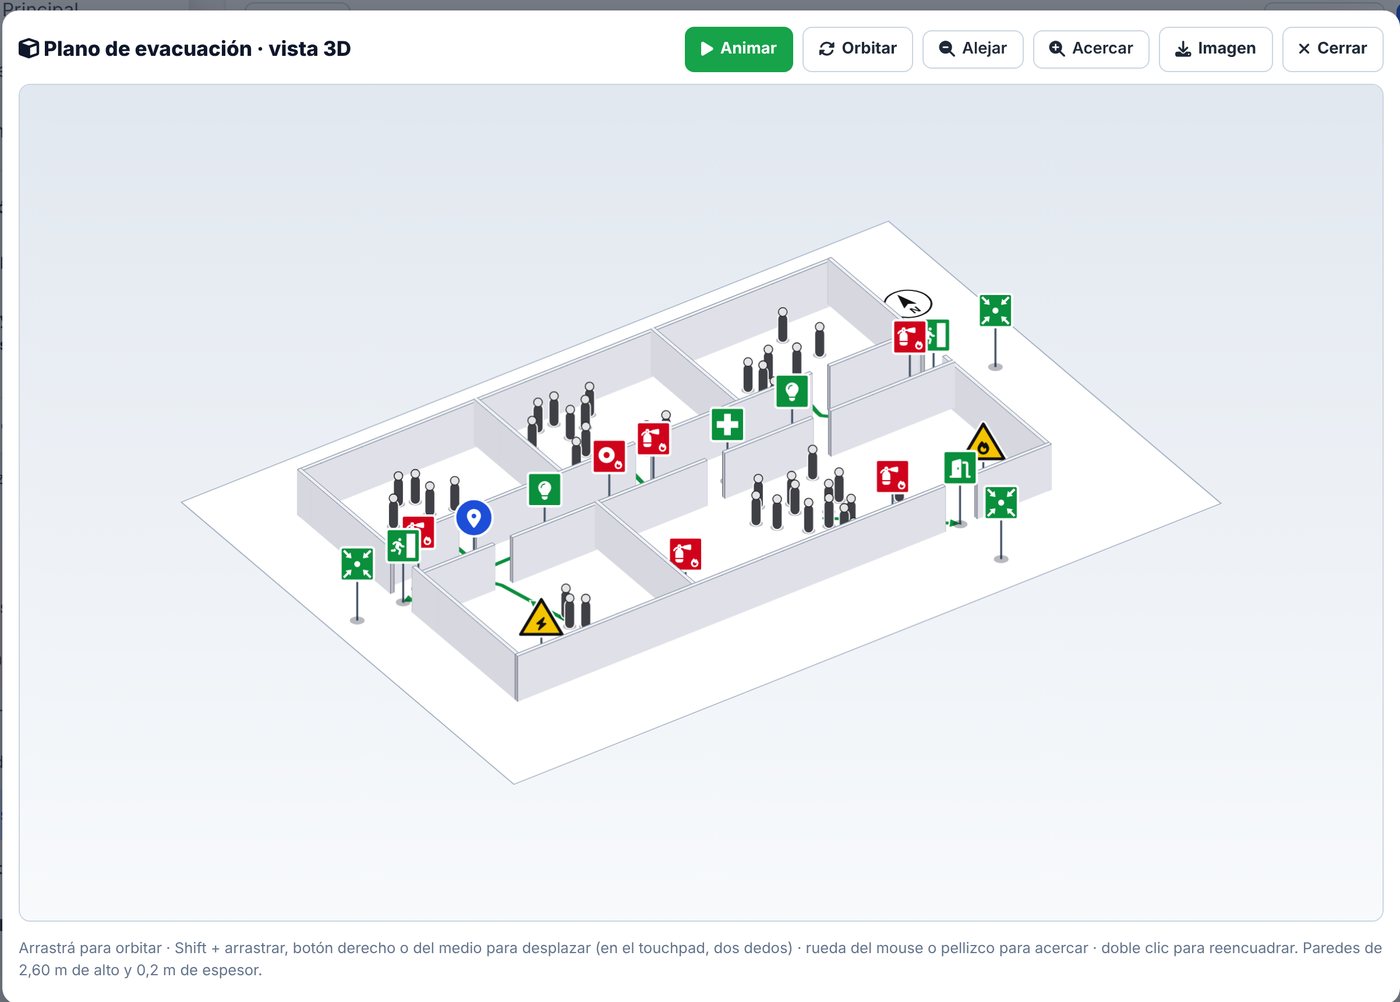 Principal
Plano de evacuación · vista 3D
Animar
Orbitar
Alejar
Acercar
Imagen
Cerrar
N
Arrastrá para orbitar · Shift + arrastrar, botón derecho o del medio para desplazar (en el touchpad, dos dedos) · rueda del mouse o pellizco para acercar · doble clic para reencuadrar. Paredes de
2,60 m de alto y 0,2 m de espesor.